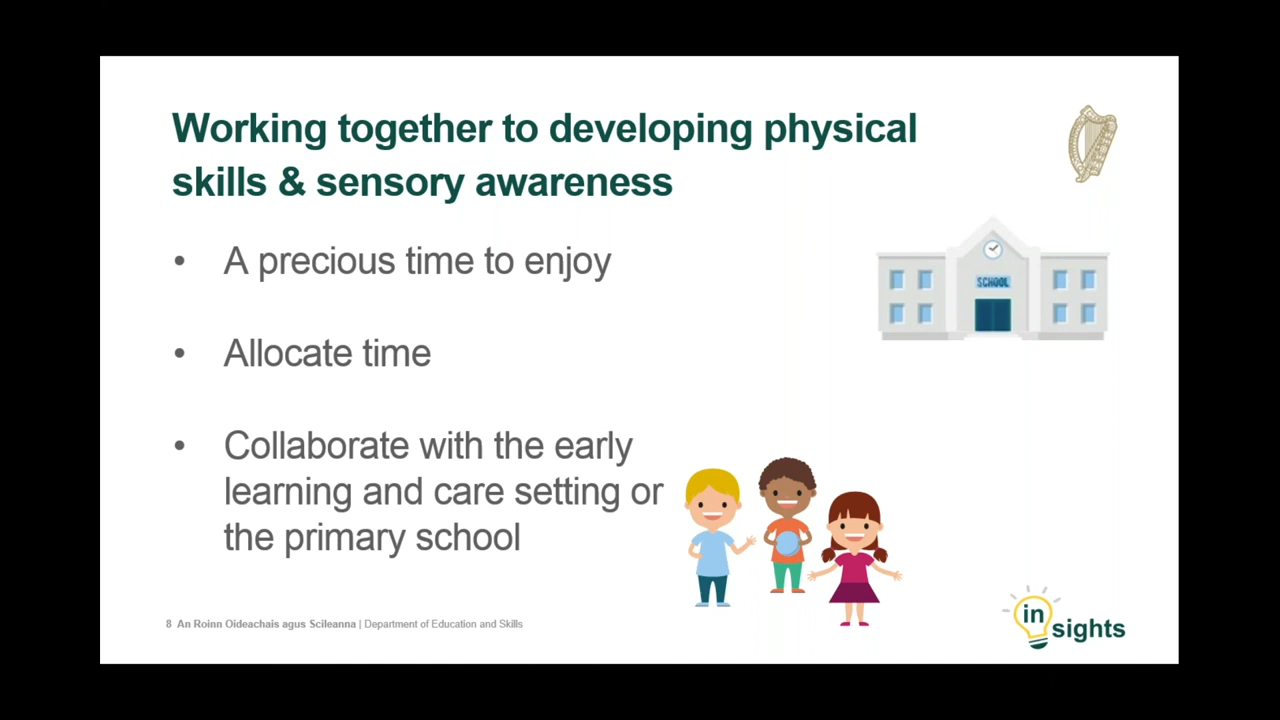 Working together to developing physical
skills & sensory awareness
SCHOOL
• A precious time to enjoy
• Allocate time
• Collaborate with the early
learning and care setting or
the primary school
8 An Roinn Oideachais agus Scileanna | Department of Education and Skills
in
sights